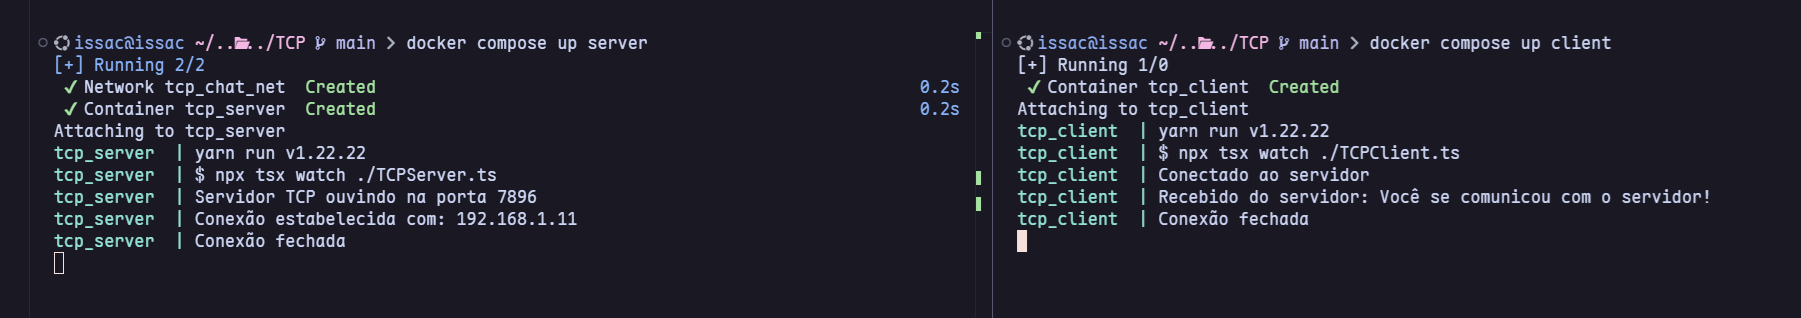 issac@issac ~/..../TCP main > docker compose up server
[+] Running 2/2
✓ Network tcp_chat_net Created 0.2s
✓ Container tcp_server Created 0.2s
Attaching to tcp_server
tcp_server | yarn run v1.22.22
tcp_server | $ npx tsx watch ./TCPServer.ts
tcp_server | Servidor TCP ouvindo na porta 7896
tcp_server | Conexão estabelecida com: 192.168.1.11
tcp_server | Conexão fechada
issac@issac ~/..../TCP main > docker compose up client
[+] Running 1/0
✓ Container tcp_client Created
Attaching to tcp_client
tcp_client | yarn run v1.22.22
tcp_client | $ npx tsx watch ./TCPClient.ts
tcp_client | Conectado ao servidor
tcp_client | Recebido do servidor: Você se comunicou com o servidor!
tcp_client | Conexão fechada